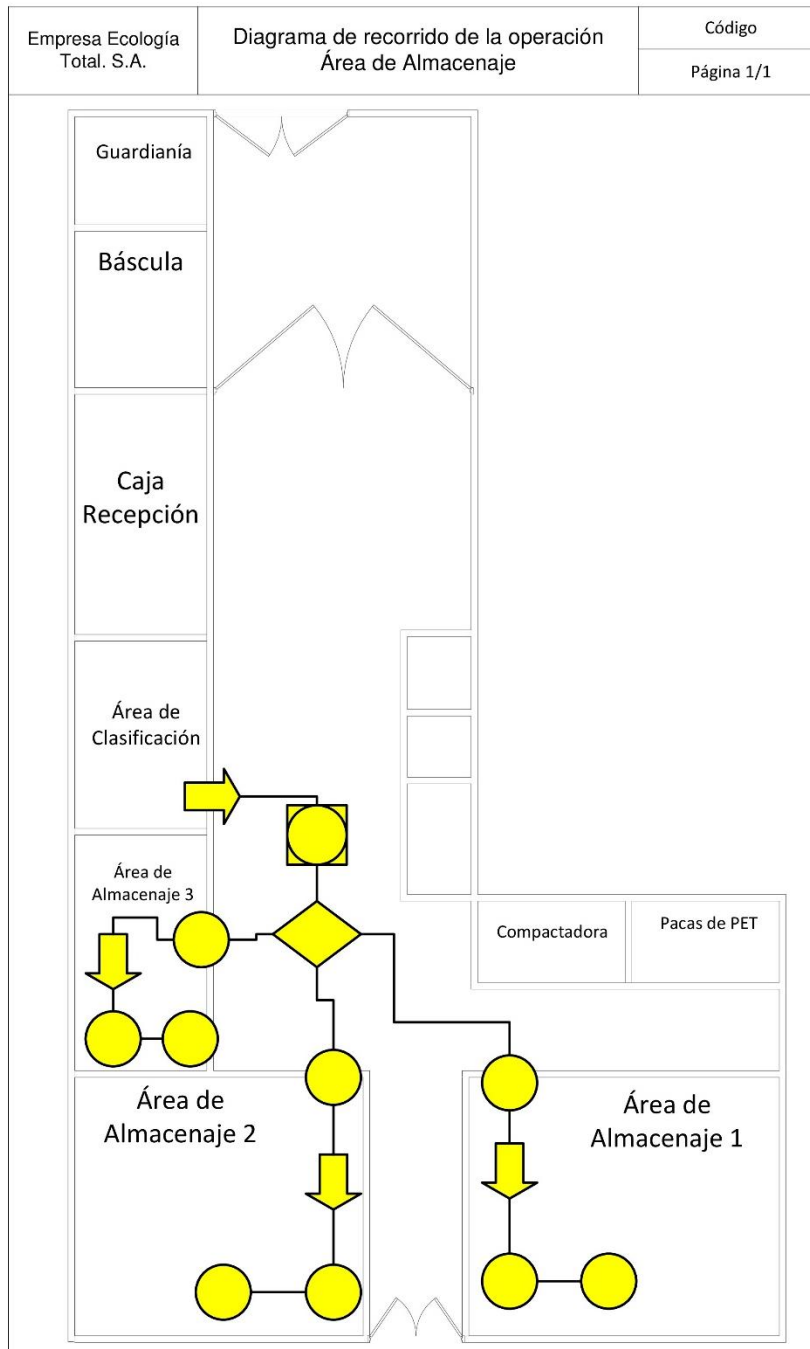 Empresa Ecología
Total. S.A.
Diagrama de recorrido de la operación
Área de Almacenaje
Código
Página 1/1
Guardianía
Báscula
Caja
Recepción
Área de
Clasificación
Área de
Almacenaje 3
Compactadora
Pacas de PET
Área de
Almacenaje 2
Área de
Almacenaje 1